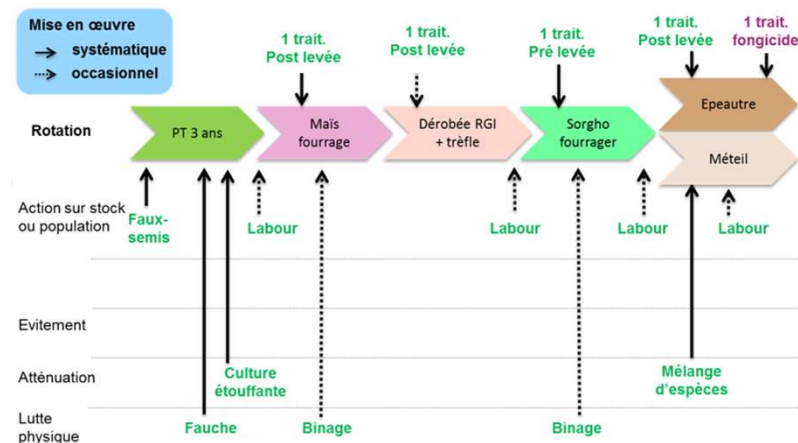 Mise en œuvre
systématique
occasionnel
1 trait.
Post levée
1 trait.
Post levée
1 trait.
Pré levée
1 trait.
Post levée
1 trait.
fongicide
Rotation
PT 3 ans
Maïs
fourrage
Dérobée RGI
+ trèfle
Sorgho
fourrager
Epeautre
Méteil
Action sur stock
ou population
Faux-
semis
Labour
Labour
Labour
Labour
Evitement
Atténuation
Culture
étouffante
Mélange
d'espèces
Lutte
physique
Fauche
Binage
Binage